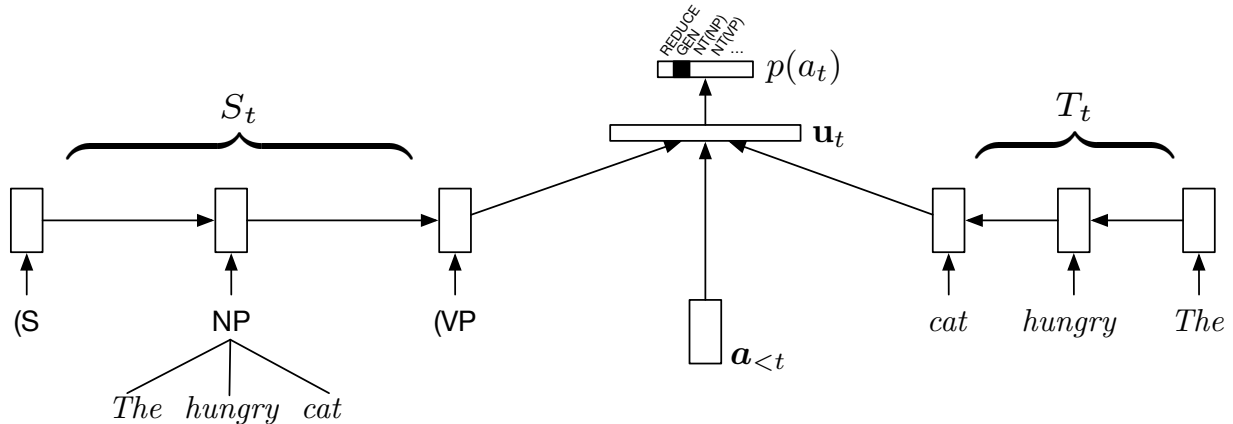 REDUCE
GEN
NT(NP)
NT(VP)
...
p(a_t)
S_t
T_t
u_t
(S
NP
(VP
cat
hungry
The
a_{<t}
The hungry cat